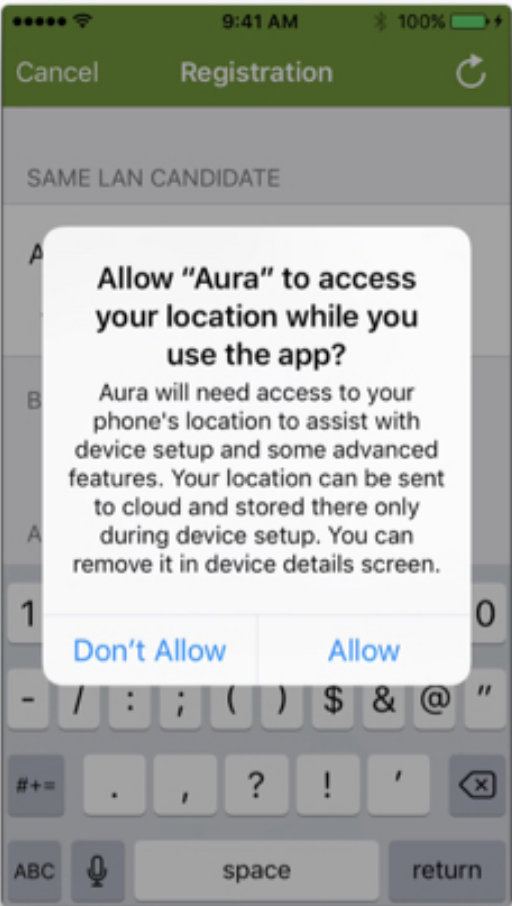 9:41 AM 100%
Cancel Registration
SAME LAN CANDIDATE
A
Allow “Aura” to access
your location while you
use the app?
Aura will need access to your
phone's location to assist with
device setup and some advanced
features. Your location can be sent
to cloud and stored there only
during device setup. You can
remove it in device details screen.
B
A
Don’t Allow Allow
1 0
- / : ; ( ) $ & @ "
#+= . , ? ! ' 
ABC space return